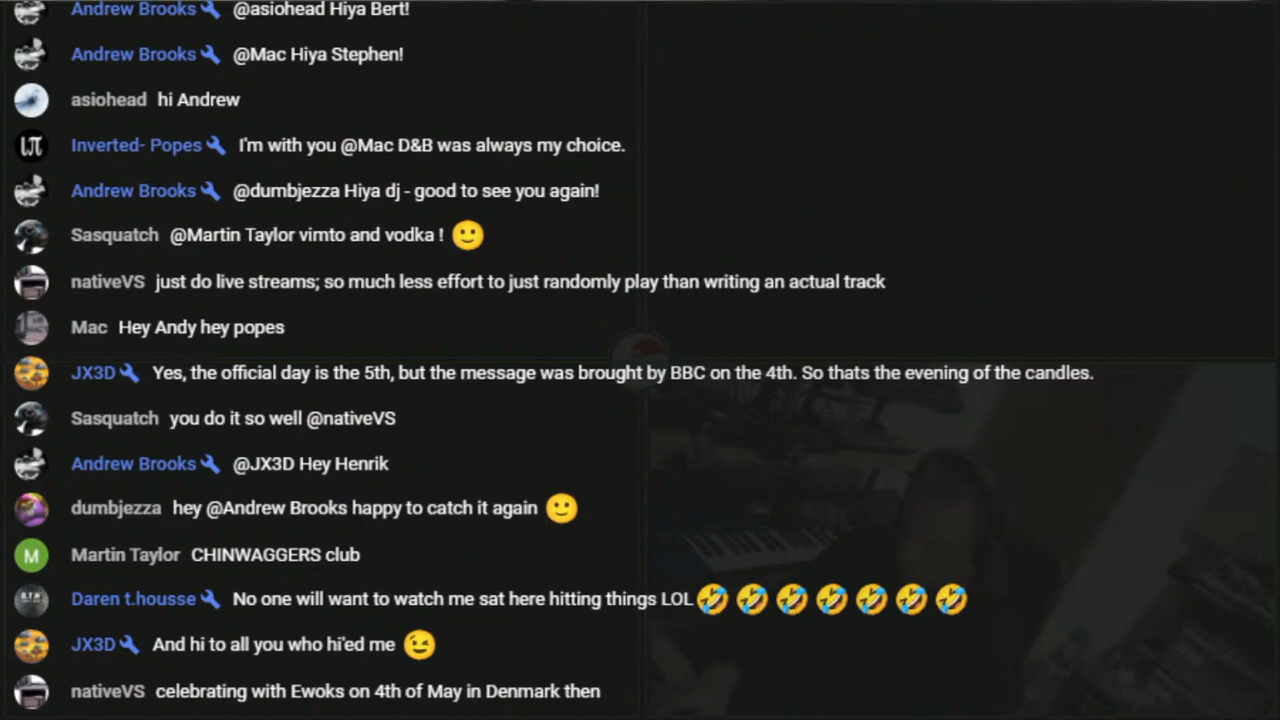 Andrew Brooks @asiohead Hiya Bert!
Andrew Brooks @Mac Hiya Stephen!
asiohead hi Andrew
Inverted- Popes I'm with you @Mac D&B was always my choice.
Andrew Brooks @dumbjezza Hiya dj - good to see you again!
Sasquatch @Martin Taylor vimto and vodka ! 🙂
nativeVS just do live streams; so much less effort to just randomly play than writing an actual track
Mac Hey Andy hey popes
JX3D Yes, the official day is the 5th, but the message was brought by BBC on the 4th. So thats the evening of the candles.
Sasquatch you do it so well @nativeVS
Andrew Brooks @JX3D Hey Henrik
dumbjezza hey @Andrew Brooks happy to catch it again 🙂
M Martin Taylor CHINWAGGERS club
Daren t.housse No one will want to watch me sat here hitting things LOL 🤣🤣🤣🤣🤣🤣🤣
JX3D And hi to all you who hi'ed me 😉
nativeVS celebrating with Ewoks on 4th of May in Denmark then